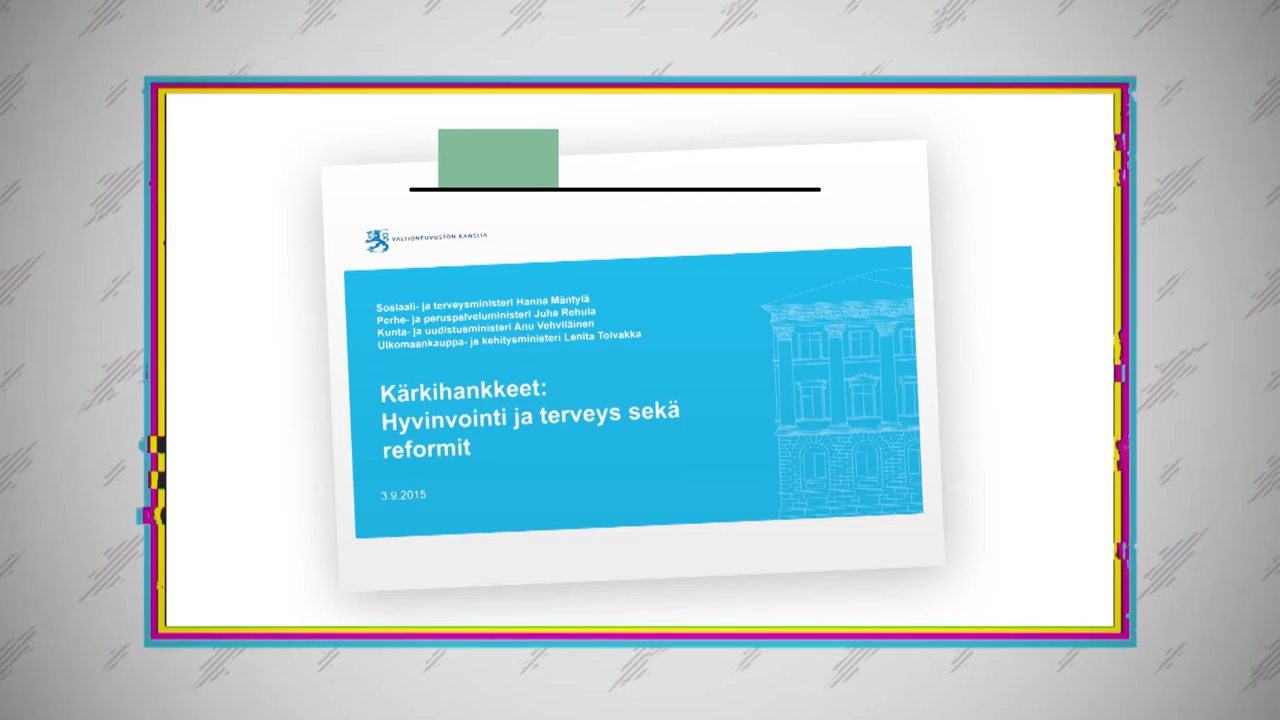 VALTIONEUVOSTON KANSLIA
Sosiaali- ja terveysministeri Hanna Mäntylä
Perhe- ja peruspalveluministeri Juha Rehula
Kunta- ja uudistusministeri Anu Vehviläinen
Ulkomaankauppa- ja kehitysministeri Lenita Toivakka
Kärkihankkeet:
Hyvinvointi ja terveys sekä
reformit
3.9.2015